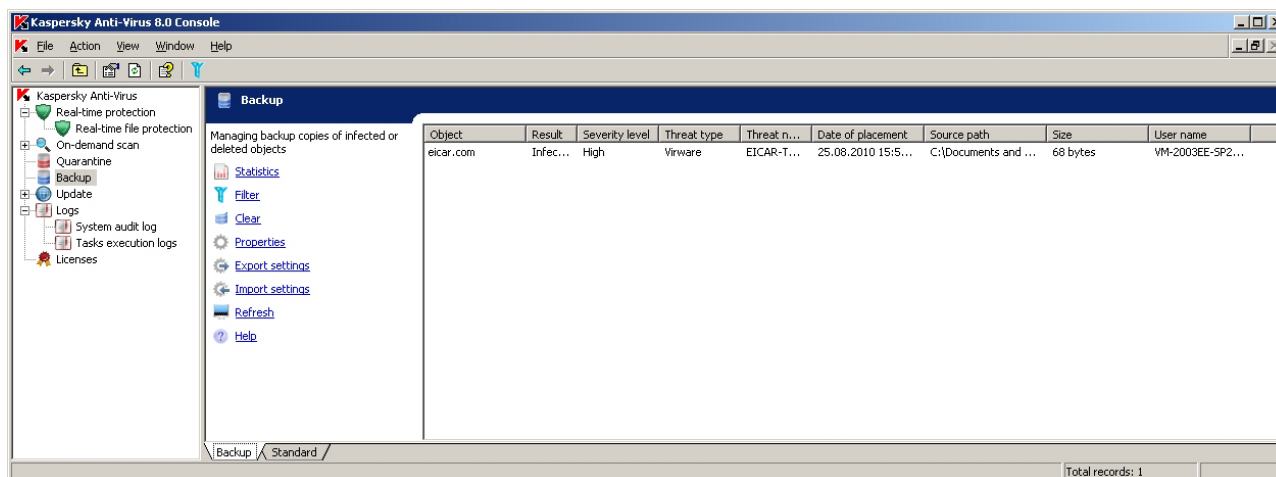 Kaspersky Anti-Virus 8.0 Console
File Action View Window Help
Kaspersky Anti-Virus
Real-time protection
Real-time file protection
On-demand scan
Quarantine
Backup
Update
Logs
System audit log
Tasks execution logs
Licenses
Backup
Managing backup copies of infected or
deleted objects
Statistics
Filter
Clear
Properties
Export settings
Import settings
Refresh
Help
Object Result Severity level Threat type Threat n... Date of placement Source path Size User name
eicar.com Infec... High Virware EICAR-T... 25.08.2010 15:5... C:\Documents and ... 68 bytes VM-2003EE-SP2...
Backup Standard
Total records: 1